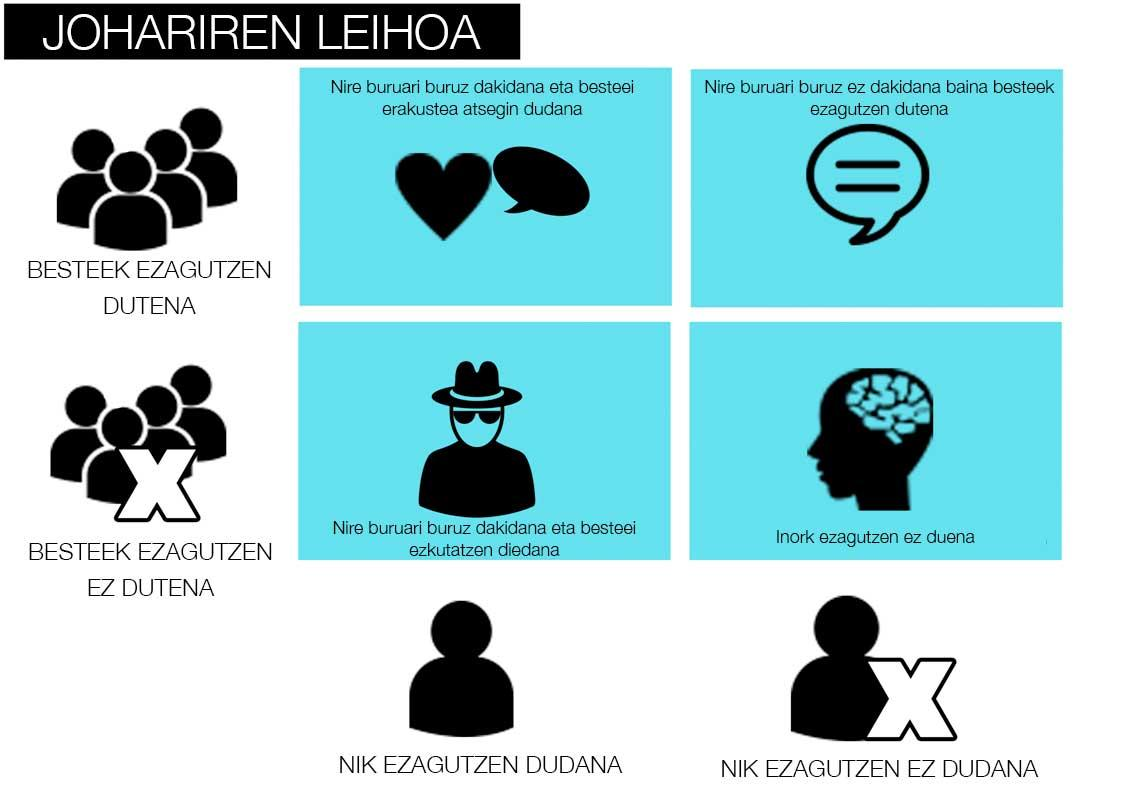 JOHARIREN LEIHOA
Nire buruari buruz dakidana eta besteei
erakustea atsegin dudana
Nire buruari buruz ez dakidana baina besteek
ezagutzen dutena
BESTEEK EZAGUTZEN
DUTENA
Nire buruari buruz dakidana eta besteei
ezkutatzen diedana
Inork ezagutzen ez duena
BESTEEK EZAGUTZEN
EZ DUTENA
NIK EZAGUTZEN DUDANA
NIK EZAGUTZEN EZ DUDANA